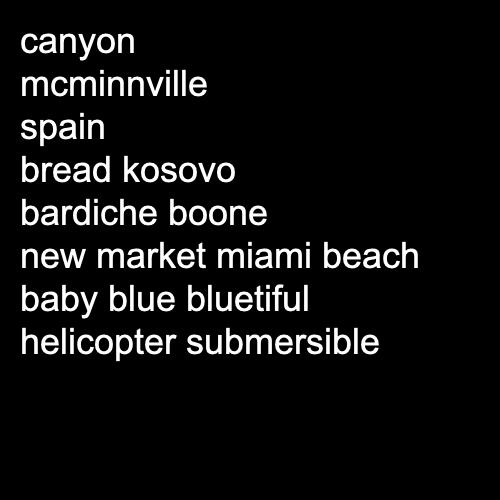 canyon
mcminnville
spain
bread kosovo
bardiche boone
new market miami beach
baby blue bluetiful
helicopter submersible